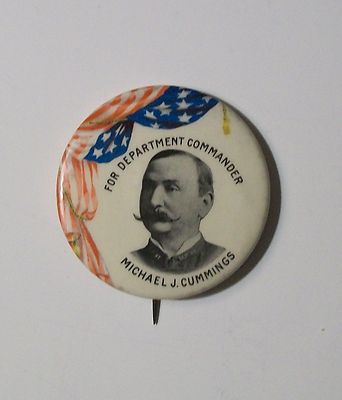 FOR DEPARTMENT COMMANDER
MICHAEL J. CUMMINGS